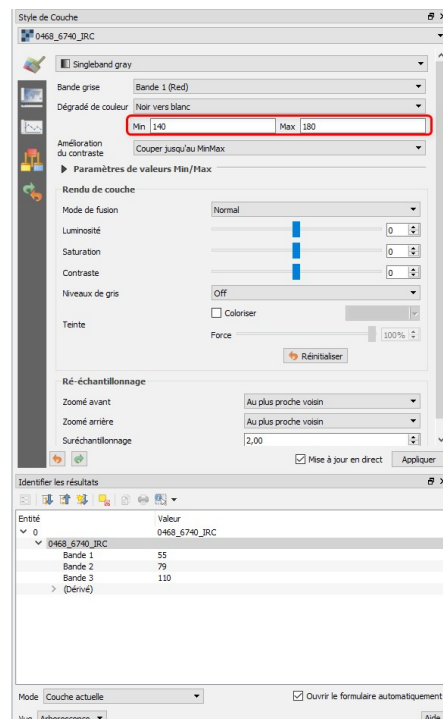 Style de Couche
0468_6740_IRC
Singleband gray
Bande grise Bande 1 (Red)
Dégradé de couleur Noir vers blanc
Min 140 Max 180
Amélioration
du contraste Couper jusqu'au MinMax
Paramètres de valeurs Min/Max
Rendu de couche
Mode de fusion Normal
Luminosité 0
Saturation 0
Contraste 0
Niveaux de gris Off
Coloriser
Teinte
Force 100%
Réinitialiser
Ré-échantillonnage
Zoomé avant Au plus proche voisin
Zoomé arrière Au plus proche voisin
Suréchantillonnage 2,00
Mise à jour en direct Appliquer
Identifier les résultats
Entité Valeur
0 0468_6740_IRC
0468_6740_IRC
Bande 1 55
Bande 2 79
Bande 3 110
(Dérivé)
Mode Couche actuelle Ouvrir le formulaire automatiquement
Vue Arborescence Aide